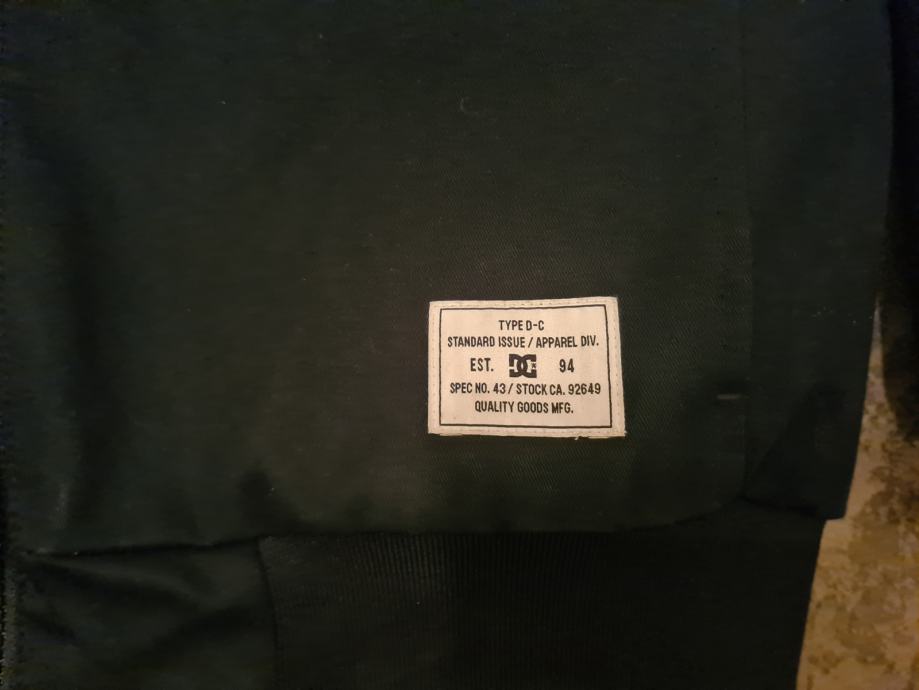 TYPE D-C
STANDARD ISSUE / APPAREL DIV.
EST. DC 94
SPEC NO. 43 / STOCK CA. 92649
QUALITY GOODS MFG.